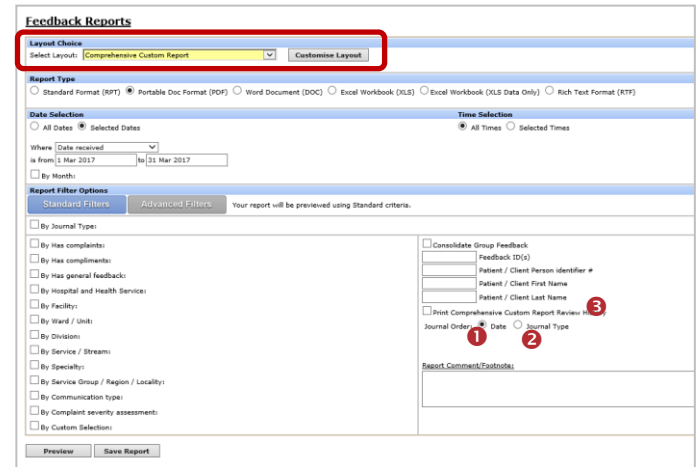 Feedback Reports
Layout Choice
Select Layout: Comprehensive Custom Report Customise Layout
Report Type
Standard Format (RPT) Portable Doc Format (PDF) Word Document (DOC) Excel Workbook (XLS) Excel Workbook (XLS Data Only) Rich Text Format (RTF)
Date Selection Time Selection
All Dates Selected Dates All Times Selected Times
Where Date received
is from 1 Mar 2017 to 31 Mar 2017
By Month:
Report Filter Options
Standard Filters Advanced Filters Your report will be previewed using Standard criteria.
By Journal Type:
By Has complaints: Consolidate Group Feedback
Feedback ID(s)
By Has compliments:
Patient / Client Person identifier #
By Has general feedback:
Patient / Client First Name
By Hospital and Health Service:
Patient / Client Last Name
By Facility: 3
Print Comprehensive Custom Report Review
By Ward / Unit:
Journal Order: Date Journal Type
By Division: 1 2
By Service / Stream:
By Specialty: Report Comment/Footnote:
By Service Group / Region / Locality:
By Communication type:
By Complaint severity assessment:
By Custom Selection:
Preview Save Report